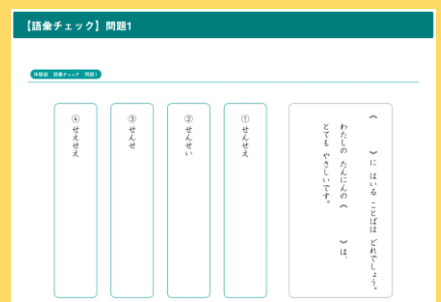 【語彙チェック】問題1
体験版 語彙チェック 問題1
《　　　》に はいる ことばは どれでしょう。
わたしの たんにんの《　　　》は、
とても やさしいです。
① せんせえ
② せんせい
③ せんせ
④ せえせえ